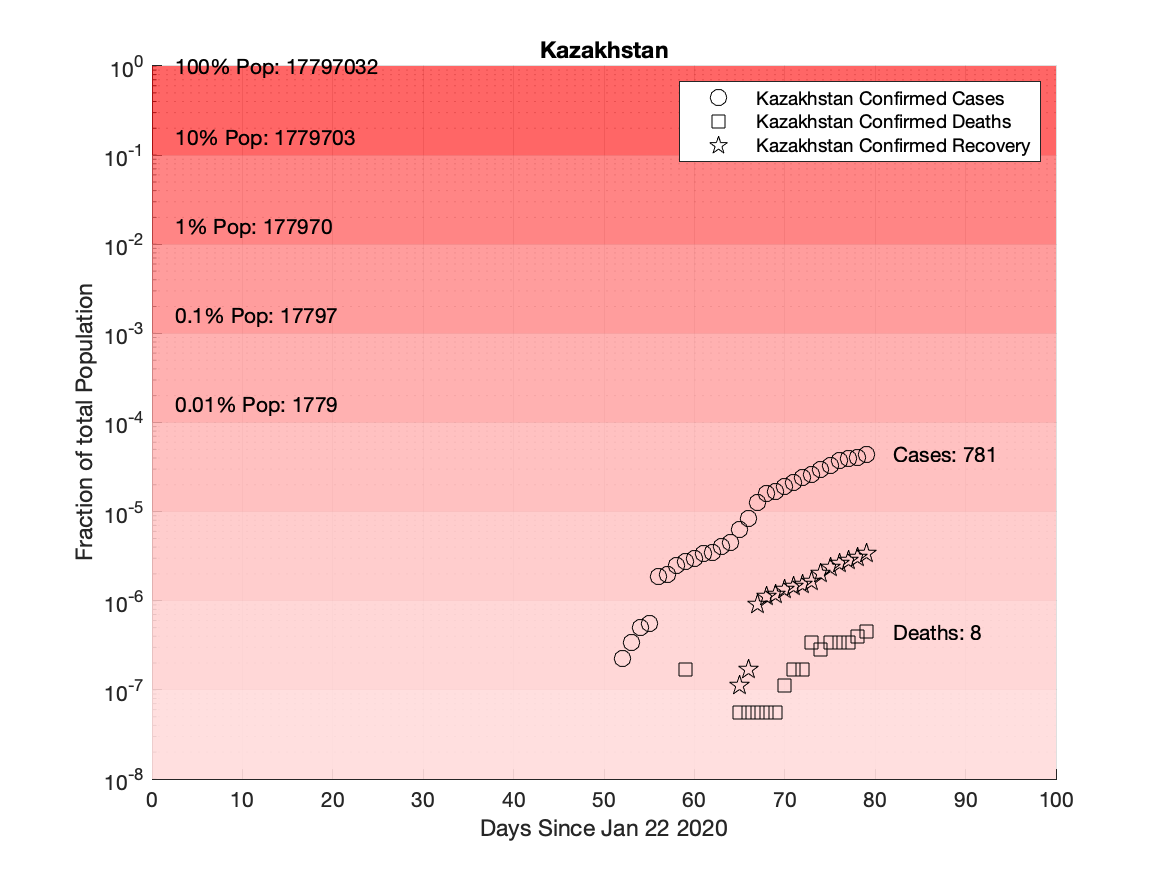 Kazakhstan
10^0
10^-1
10^-2
10^-3
10^-4
10^-5
10^-6
10^-7
10^-8
Fraction of total Population
100% Pop: 17797032
10% Pop: 1779703
1% Pop: 177970
0.1% Pop: 17797
0.01% Pop: 1779
Kazakhstan Confirmed Cases
Kazakhstan Confirmed Deaths
Kazakhstan Confirmed Recovery
Cases: 781
Deaths: 8
0 10 20 30 40 50 60 70 80 90 100
Days Since Jan 22 2020